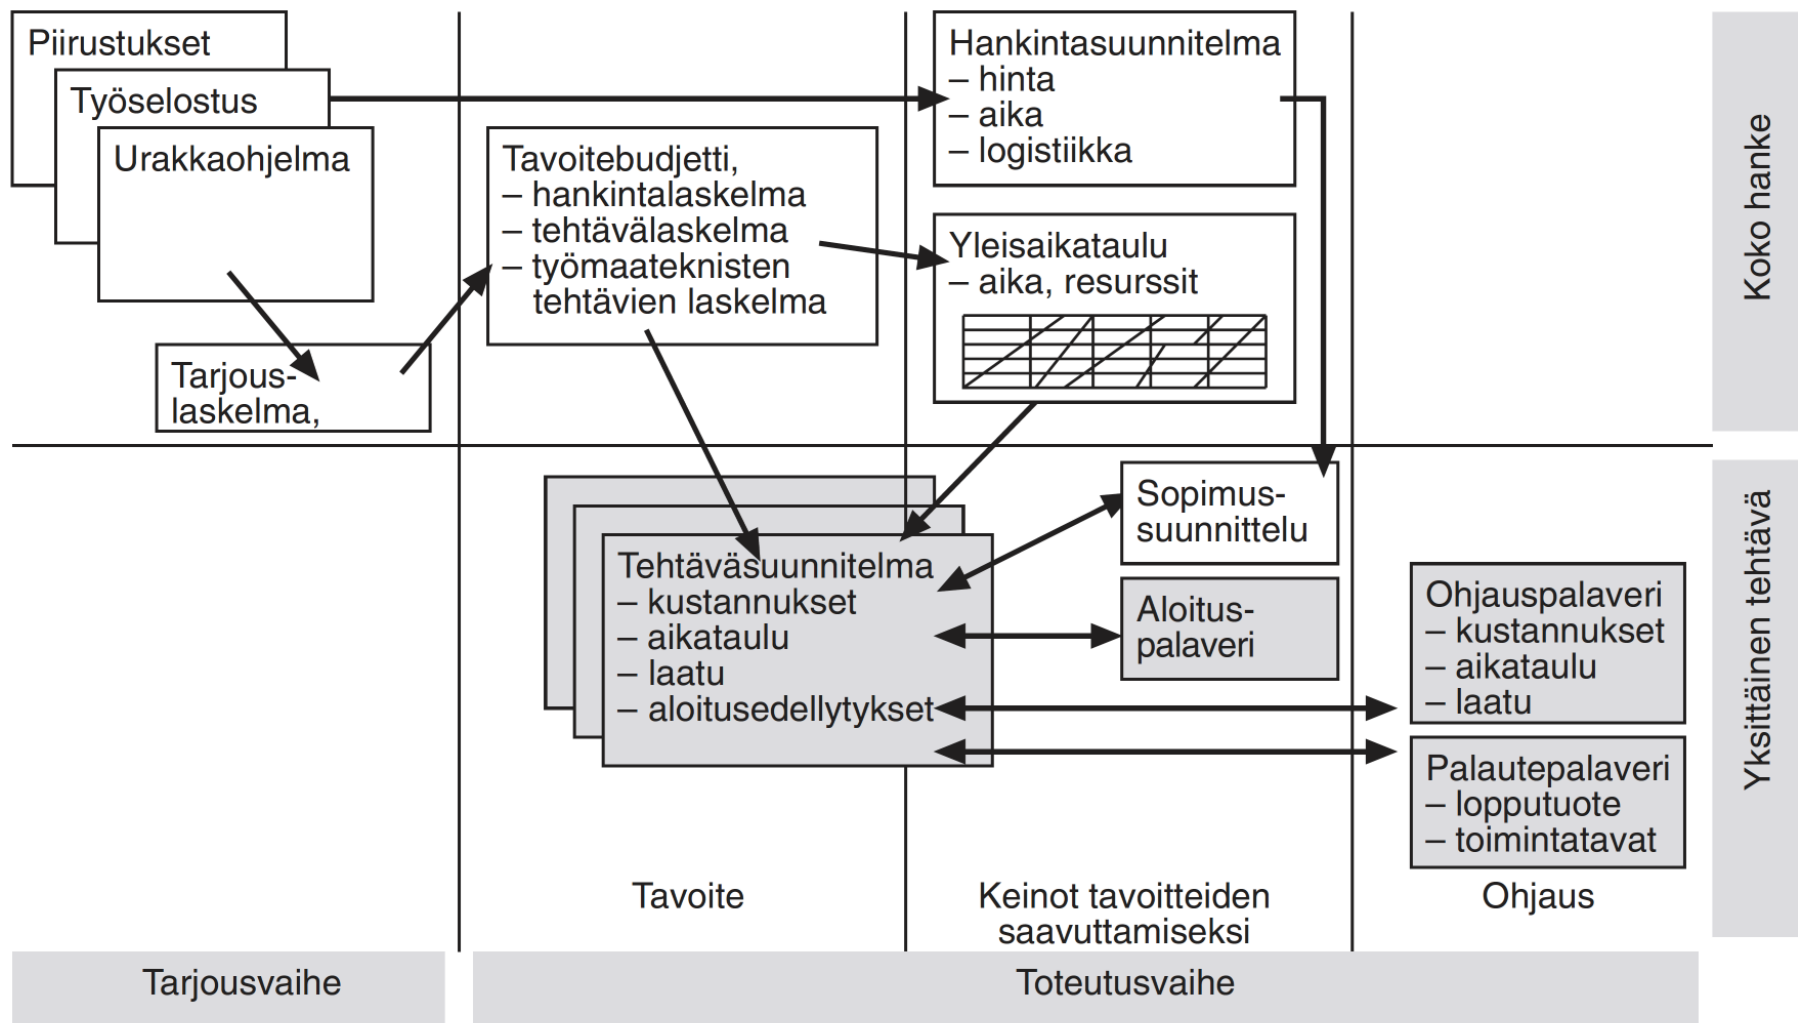 Piirustukset
Työselostus
Urakkaohjelma
Tarjous-
laskelma,
Tavoitebudjetti,
– hankintalaskelma
– tehtävälaskelma
– työmaateknisten
tehtävien laskelma
Hankintasuunnitelma
– hinta
– aika
– logistiikka
Yleisaikataulu
– aika, resurssit
Koko hanke
Tehtäväsuunnitelma
– kustannukset
– aikataulu
– laatu
– aloitusedellytykset
Sopimus-
suunnittelu
Aloitus-
palaveri
Ohjauspalaveri
– kustannukset
– aikataulu
– laatu
Palautepalaveri
– lopputuote
– toimintatavat
Yksittäinen tehtävä
Tavoite
Keinot tavoitteiden
saavuttamiseksi
Ohjaus
Tarjousvaihe
Toteutusvaihe